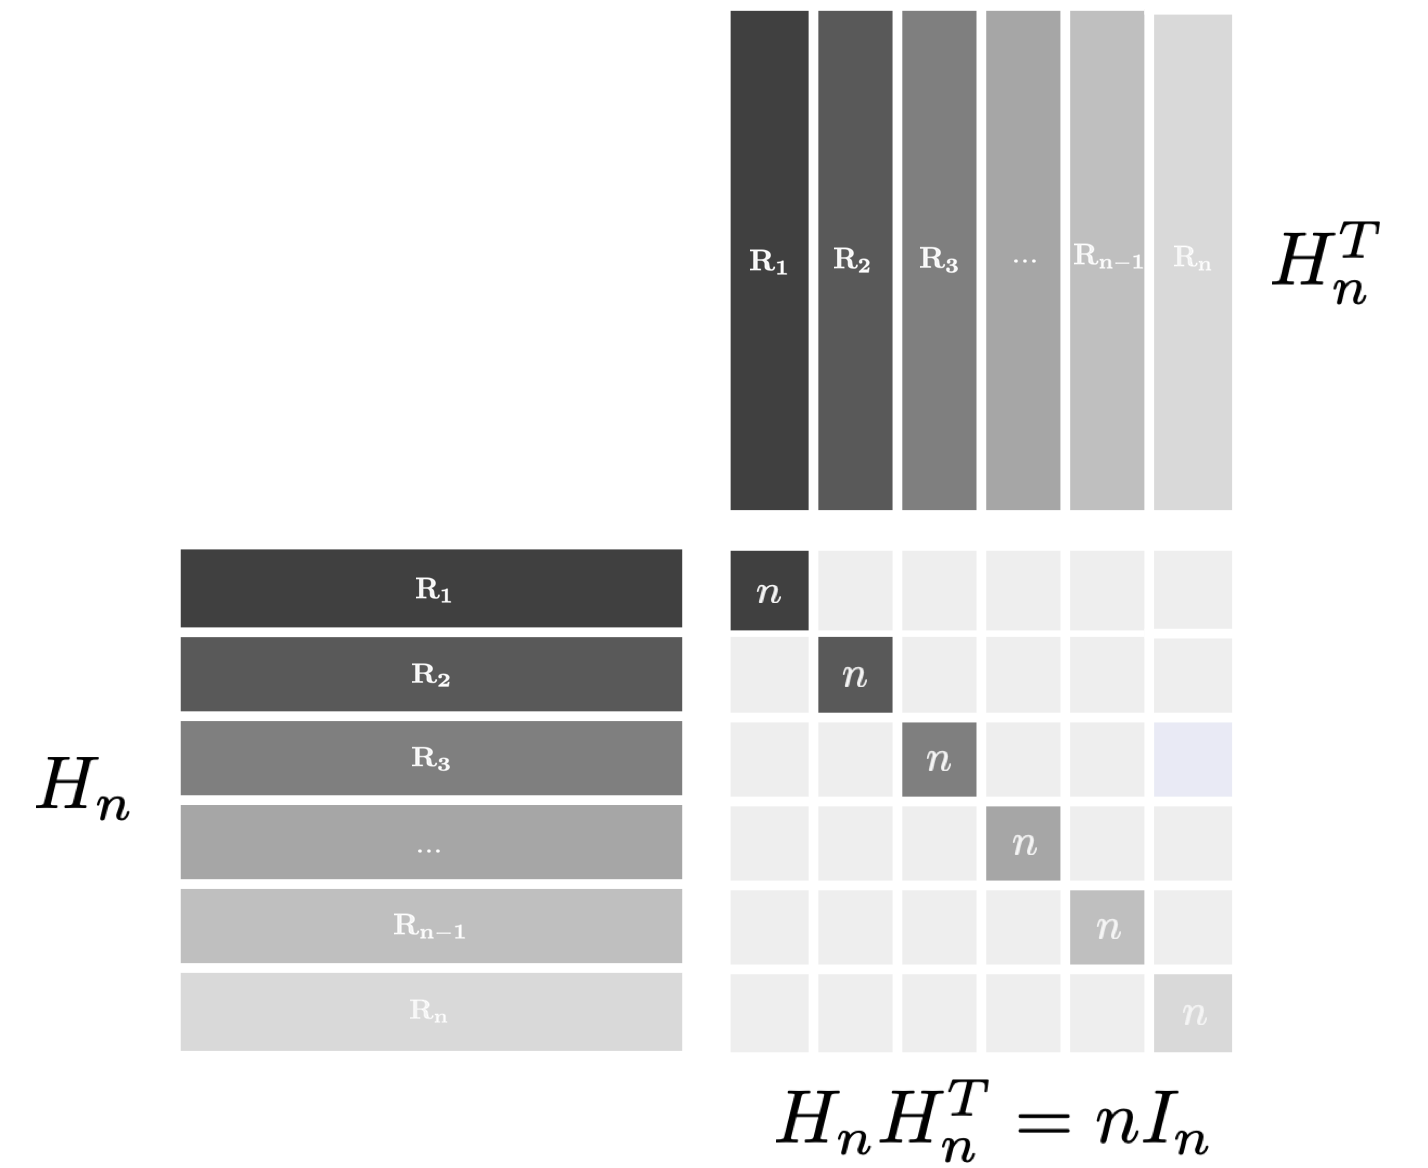 R₁ R₂ R₃ ... Rₙ₋₁ Rₙ
Hₙᵀ
R₁ n
R₂ n
R₃ n
Hₙ
... n
Rₙ₋₁ n
Rₙ n
HₙHₙᵀ = nIₙ